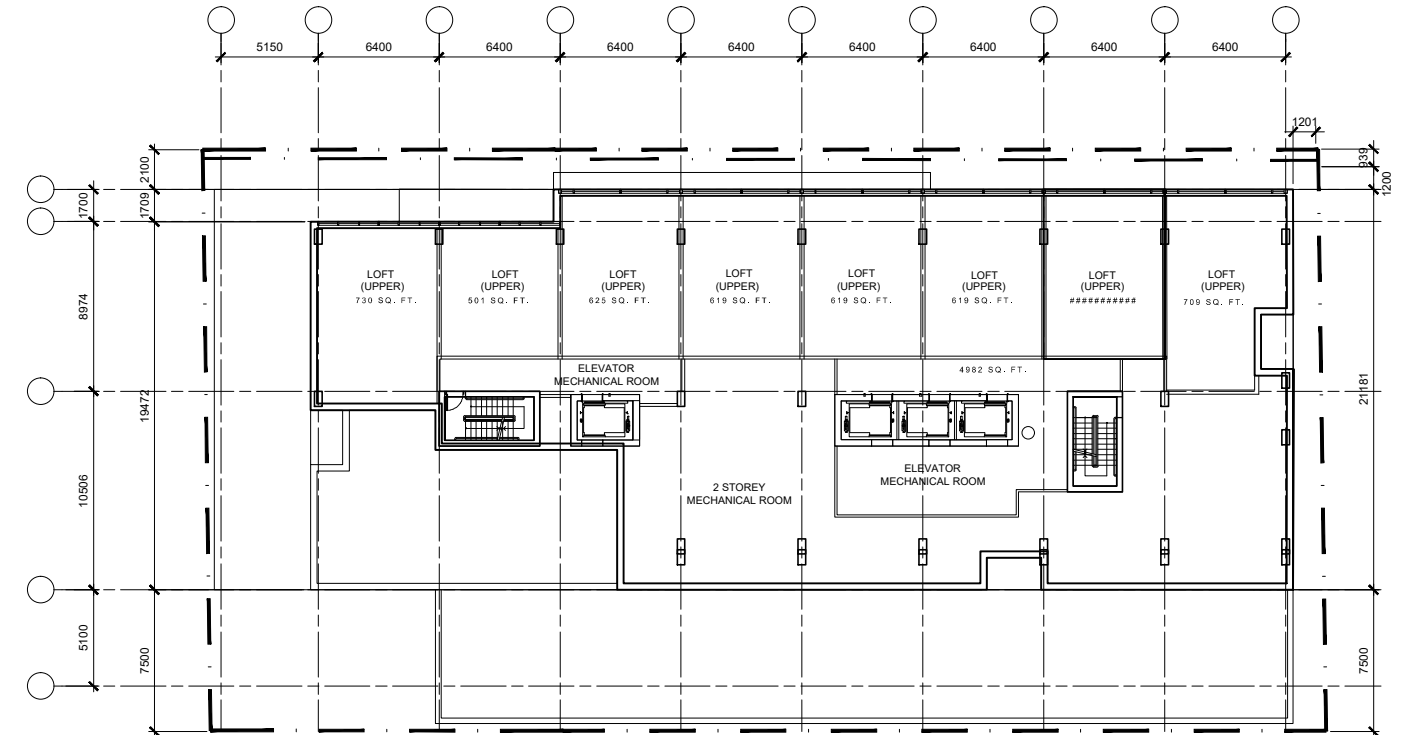 5150
6400
6400
6400
6400
6400
6400
6400
6400
1201
2100
939
1200
1700
1709
8974
19472
21181
10506
5100
7500
7500
LOFT
(UPPER)
730 SQ. FT.
LOFT
(UPPER)
501 SQ. FT.
LOFT
(UPPER)
625 SQ. FT.
LOFT
(UPPER)
619 SQ. FT.
LOFT
(UPPER)
619 SQ. FT.
LOFT
(UPPER)
619 SQ. FT.
LOFT
(UPPER)
###########
LOFT
(UPPER)
709 SQ. FT.
ELEVATOR
MECHANICAL ROOM
4982 SQ. FT.
2 STOREY
MECHANICAL ROOM
ELEVATOR
MECHANICAL ROOM